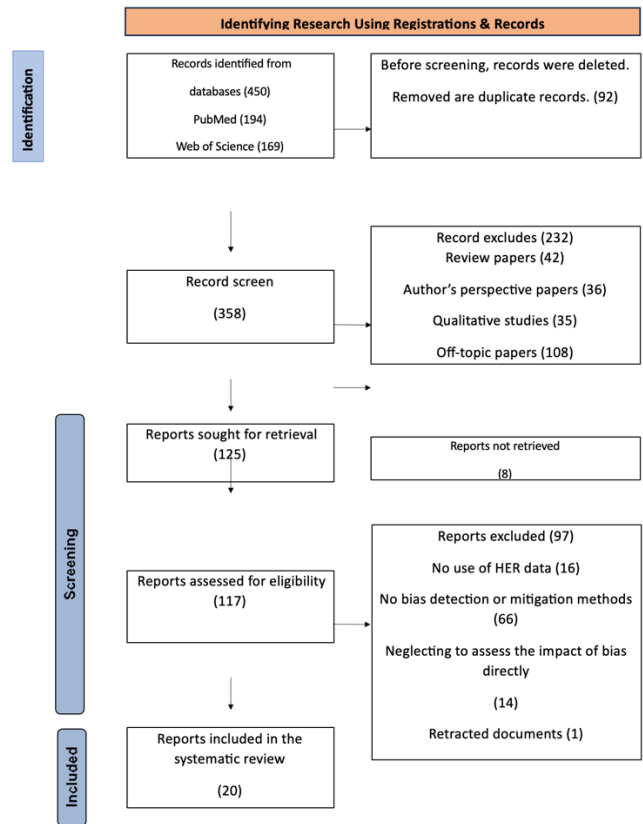 Identifying Research Using Registrations & Records
Identification
Records identified from
databases (450)
PubMed (194)
Web of Science (169)
Before screening, records were deleted.
Removed are duplicate records. (92)
Record screen
(358)
Record excludes (232)
Review papers (42)
Author's perspective papers (36)
Qualitative studies (35)
Off-topic papers (108)
Screening
Reports sought for retrieval
(125)
Reports not retrieved
(8)
Reports assessed for eligibility
(117)
Reports excluded (97)
No use of HER data (16)
No bias detection or mitigation methods
(66)
Neglecting to assess the impact of bias
directly
(14)
Retracted documents (1)
Included
Reports included in the
systematic review
(20)